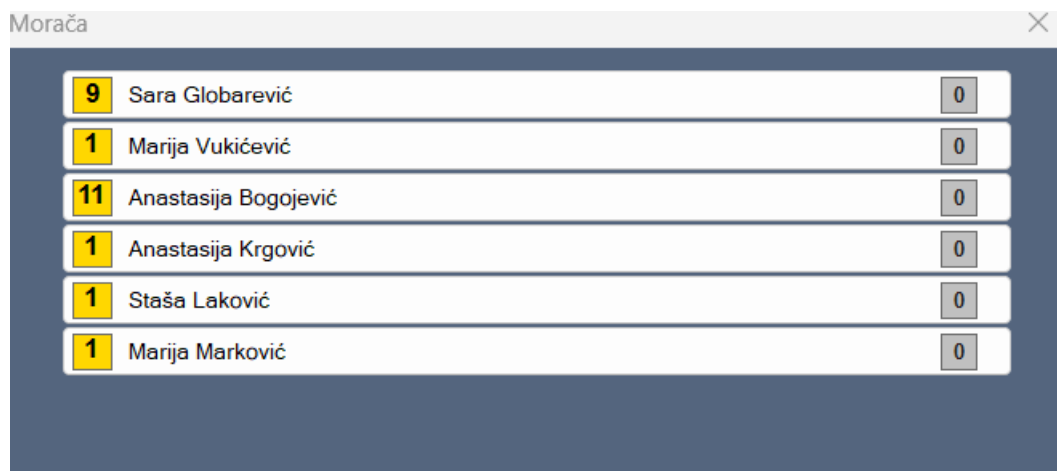 Morača
9 Sara Globarević 0
1 Marija Vukićević 0
11 Anastasija Bogojević 0
1 Anastasija Krgović 0
1 Staša Laković 0
1 Marija Marković 0